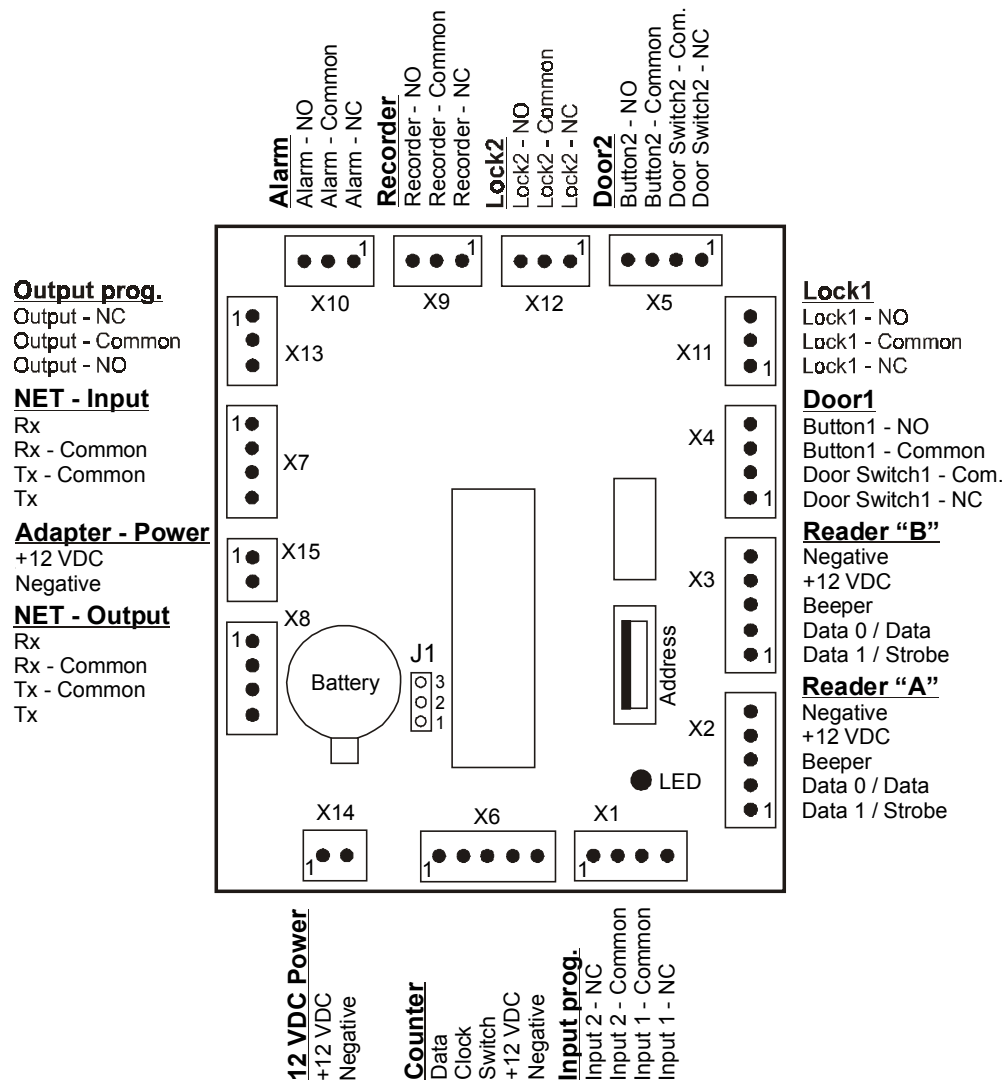 Alarm
Alarm - NO
Alarm - Common
Alarm - NC
Recorder
Recorder - NO
Recorder - Common
Recorder - NC
Lock2
Lock2 - NO
Lock2 - Common
Lock2 - NC
Door2
Button2 - NO
Button2 - Common
Door Switch2 - Com.
Door Switch2 - NC
1 1 1 1
X10 X9 X12 X5
Output prog.
Output - NC
Output - Common
Output - NO
1
X13
NET - Input
Rx
Rx - Common
Tx - Common
Tx
1
X7
Adapter - Power
+12 VDC
Negative
1
X15
NET - Output
Rx
Rx - Common
Tx - Common
Tx
1
X8
Battery
J1
3
2
1
Address
LED
X11
1
Lock1
Lock1 - NO
Lock1 - Common
Lock1 - NC
X4
1
Door1
Button1 - NO
Button1 - Common
Door Switch1 - Com.
Door Switch1 - NC
X3
1
Reader “B”
Negative
+12 VDC
Beeper
Data 0 / Data
Data 1 / Strobe
X2
1
Reader “A”
Negative
+12 VDC
Beeper
Data 0 / Data
Data 1 / Strobe
X14 X6 X1
1 1 1
12 VDC Power
+12 VDC
Negative
Counter
Data
Clock
Switch
+12 VDC
Negative
Input prog.
Input 2 - NC
Input 2 - Common
Input 1 - Common
Input 1 - NC